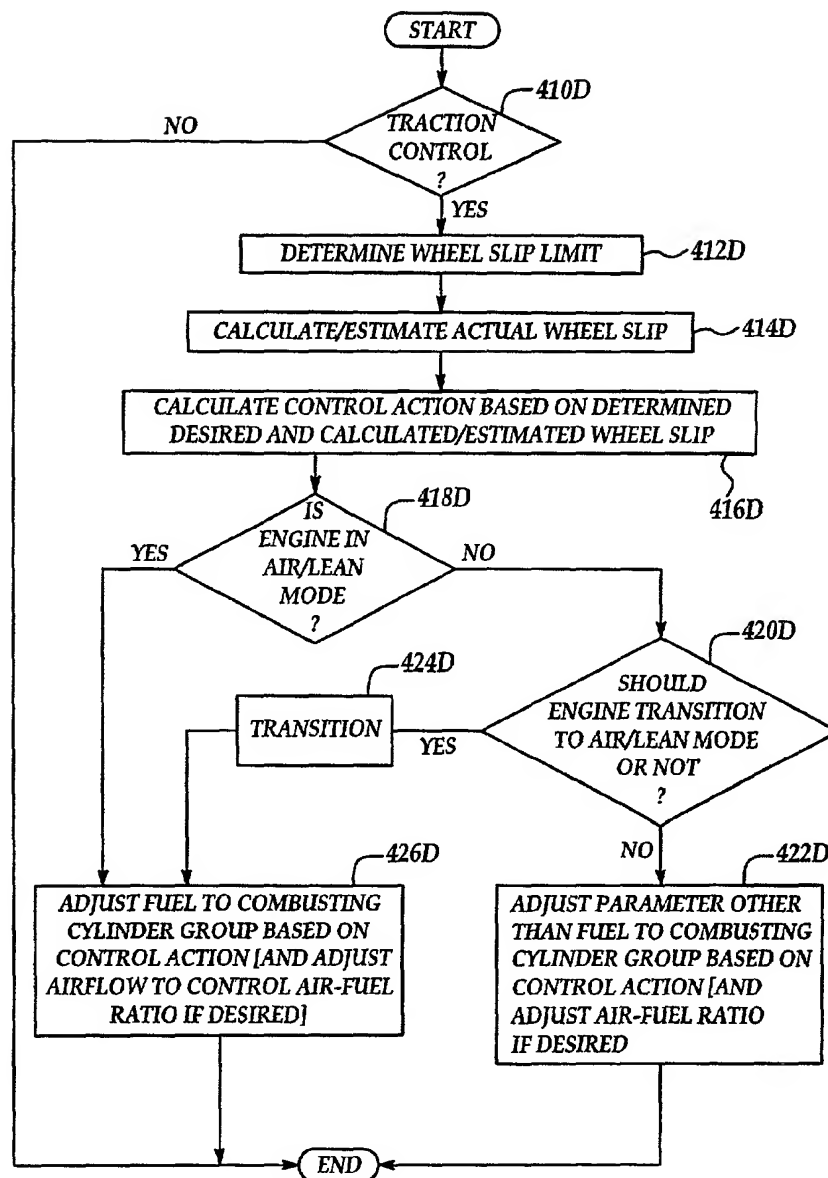 START
410D
NO
TRACTION
CONTROL
?
YES
DETERMINE WHEEL SLIP LIMIT
412D
CALCULATE/ESTIMATE ACTUAL WHEEL SLIP
414D
CALCULATE CONTROL ACTION BASED ON DETERMINED
DESIRED AND CALCULATED/ESTIMATED WHEEL SLIP
416D
418D
IS
ENGINE IN
AIR/LEAN
MODE
?
YES
NO
420D
SHOULD
ENGINE TRANSITION
TO AIR/LEAN MODE
OR NOT
?
424D
TRANSITION
YES
NO
426D
ADJUST FUEL TO COMBUSTING
CYLINDER GROUP BASED ON
CONTROL ACTION [AND ADJUST
AIRFLOW TO CONTROL AIR-FUEL
RATIO IF DESIRED]
422D
ADJUST PARAMETER OTHER
THAN FUEL TO COMBUSTING
CYLINDER GROUP BASED ON
CONTROL ACTION [AND
ADJUST AIR-FUEL RATIO
IF DESIRED
END